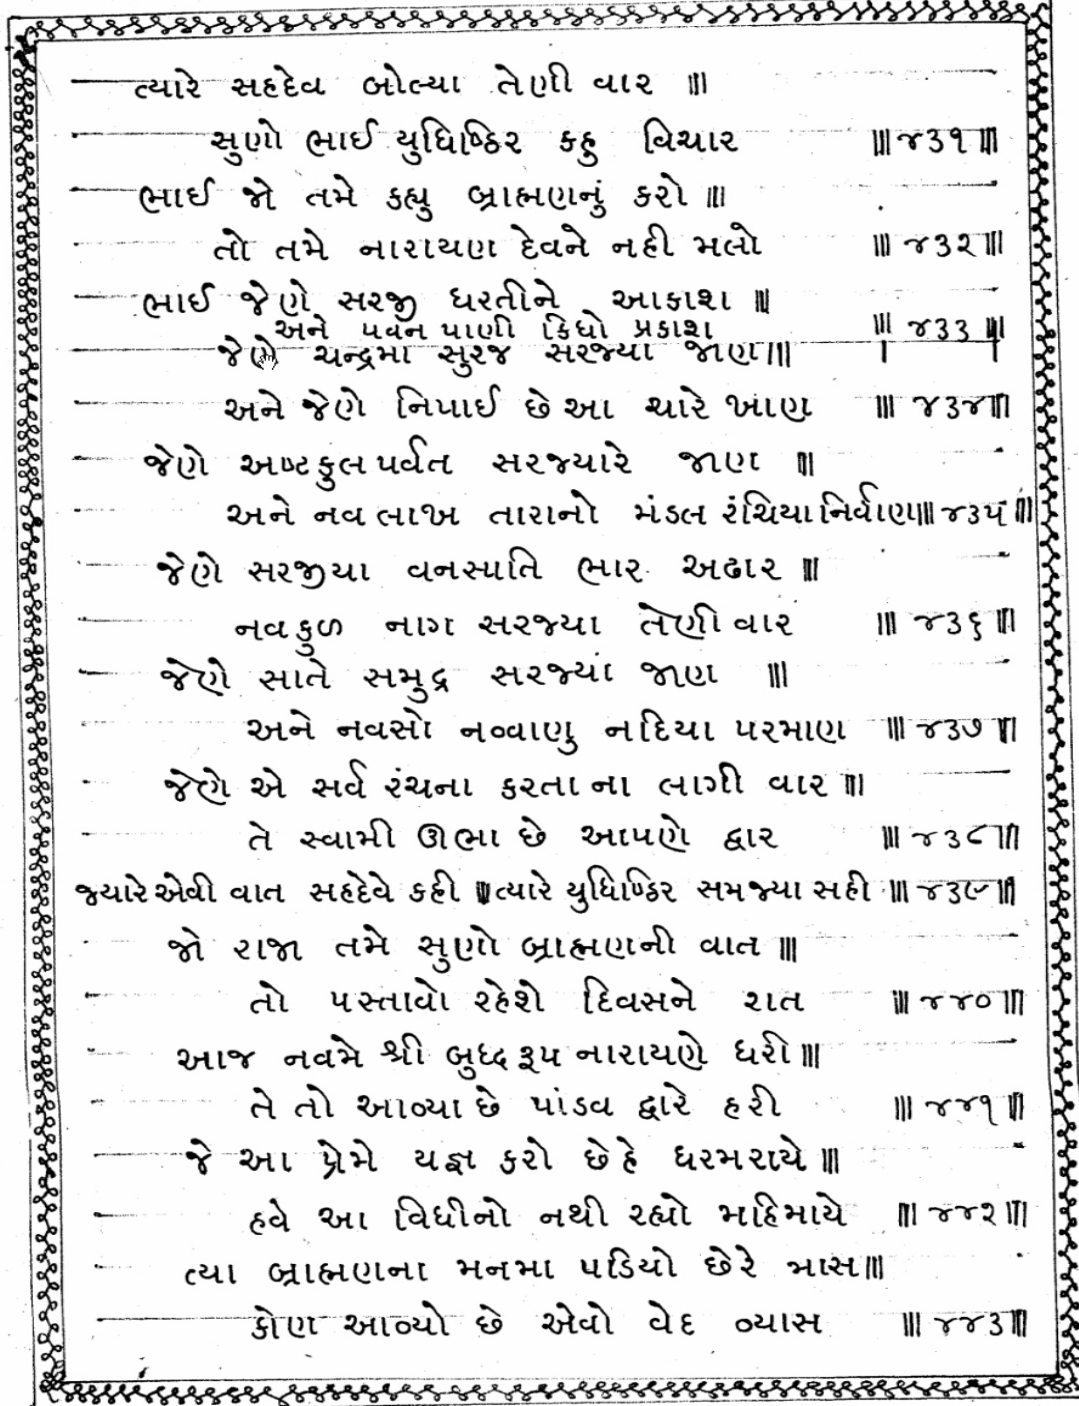 ત્યારે સહદેવ બોલ્યા તેણી વાર ॥
સુણો ભાઈ યુધિષ્ઠિર કહુ વિચાર ॥૪૩૧॥
ભાઈ જો તમે કહ્યુ બ્રાહ્મણનું કરો ॥
તો તમે નારાયણ દેવને નહી મલો ॥૪૩૨॥
ભાઈ જેણે સરજી ધરતીને આકાશ ॥
અને પવન પાણી કિધો પ્રકાશ ॥૪૩૩॥
જેણે ચન્દ્રમા સુરજ સરજ્યા જાણ॥
અને જેણે નિપાઈ છે આ ચારે ખાણ ॥૪૩૪॥
જેણે અષ્ટકુલ પર્વત સરજ્યારે જાણ ॥
અને નવ લાખ તારાનો મંડલ રંચિયા નિર્વાણ॥૪૩૫॥
જેણે સરજીયા વનસ્પતિ ભાર અઢાર ॥
નવ કુળ નાગ સરજ્યા તેણી વાર ॥૪૩૬॥
જેણે સાતે સમુદ્ર સરજ્યાં જાણ ॥
અને નવસો નવ્વાણુ નદિયા પરમાણ ॥૪૩૭॥
જેણે એ સર્વ રંચના કરતા ના લાગી વાર ॥
તે સ્વામી ઊભા છે આપણે દ્વાર ॥૪૩૮॥
જ્યારે એવી વાત સહદેવે કહી ॥ત્યારે યુધિષ્ઠિર સમજ્યા સહી ॥૪૩૯॥
જો રાજા તમે સુણો બ્રાહ્મણની વાત ॥
તો પસ્તાવો રહેશે દિવસને રાત ॥૪૪૦॥
આજ નવમે શ્રી બુધ્ધ રૂપ નારાયણે ધરી॥
તે તો આવ્યા છે પાંડવ દ્વારે હરી ॥૪૪૧॥
જે આ પ્રેમે યજ્ઞ કરો છે હે ધરમરાયે ॥
હવે આ વિધીનો નથી રહ્યો મહિમાયે ॥૪૪૨॥
ત્યા બ્રાહ્મણના મનમા પડિયો છેરે ત્રાસ॥
કોણ આવ્યો છે એવો વેદ વ્યાસ ॥૪૪૩॥